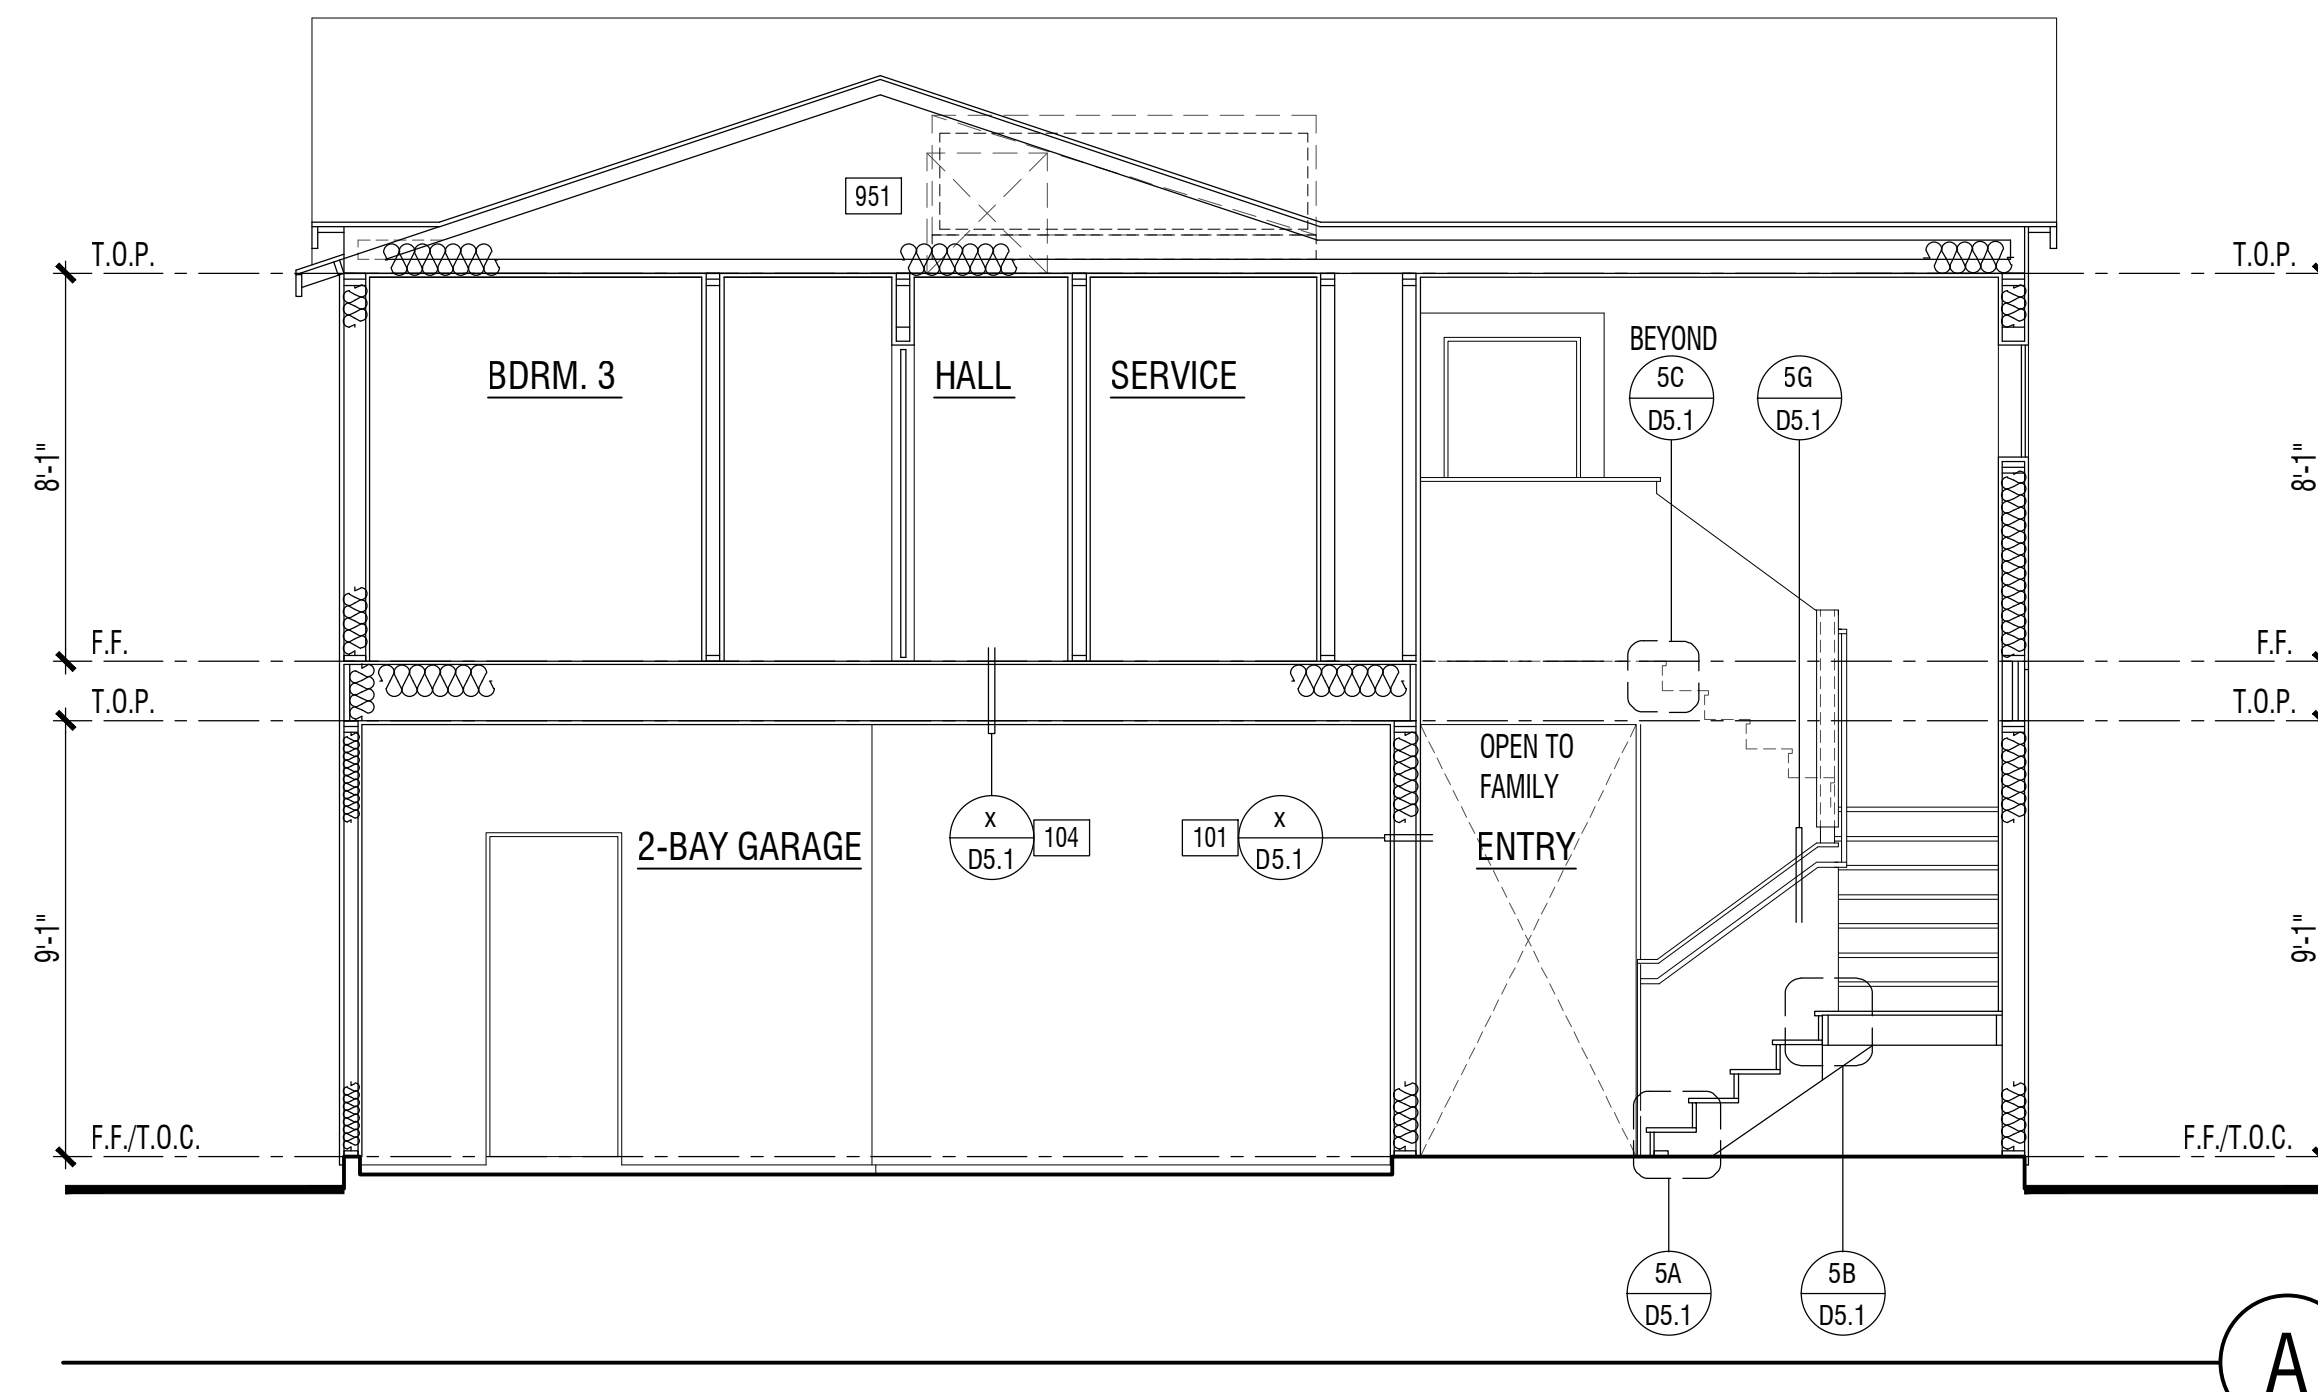 951
T.O.P.
T.O.P.
BEYOND
5C
D5.1
5G
D5.1
BDRM. 3
HALL
SERVICE
8'-1"
8'-1"
F.F.
F.F.
T.O.P.
T.O.P.
OPEN TO
FAMILY
2-BAY GARAGE
x
D5.1
104
101
x
D5.1
ENTRY
9'-1"
9'-1"
F.F./T.O.C.
F.F./T.O.C.
5A
D5.1
5B
D5.1
A